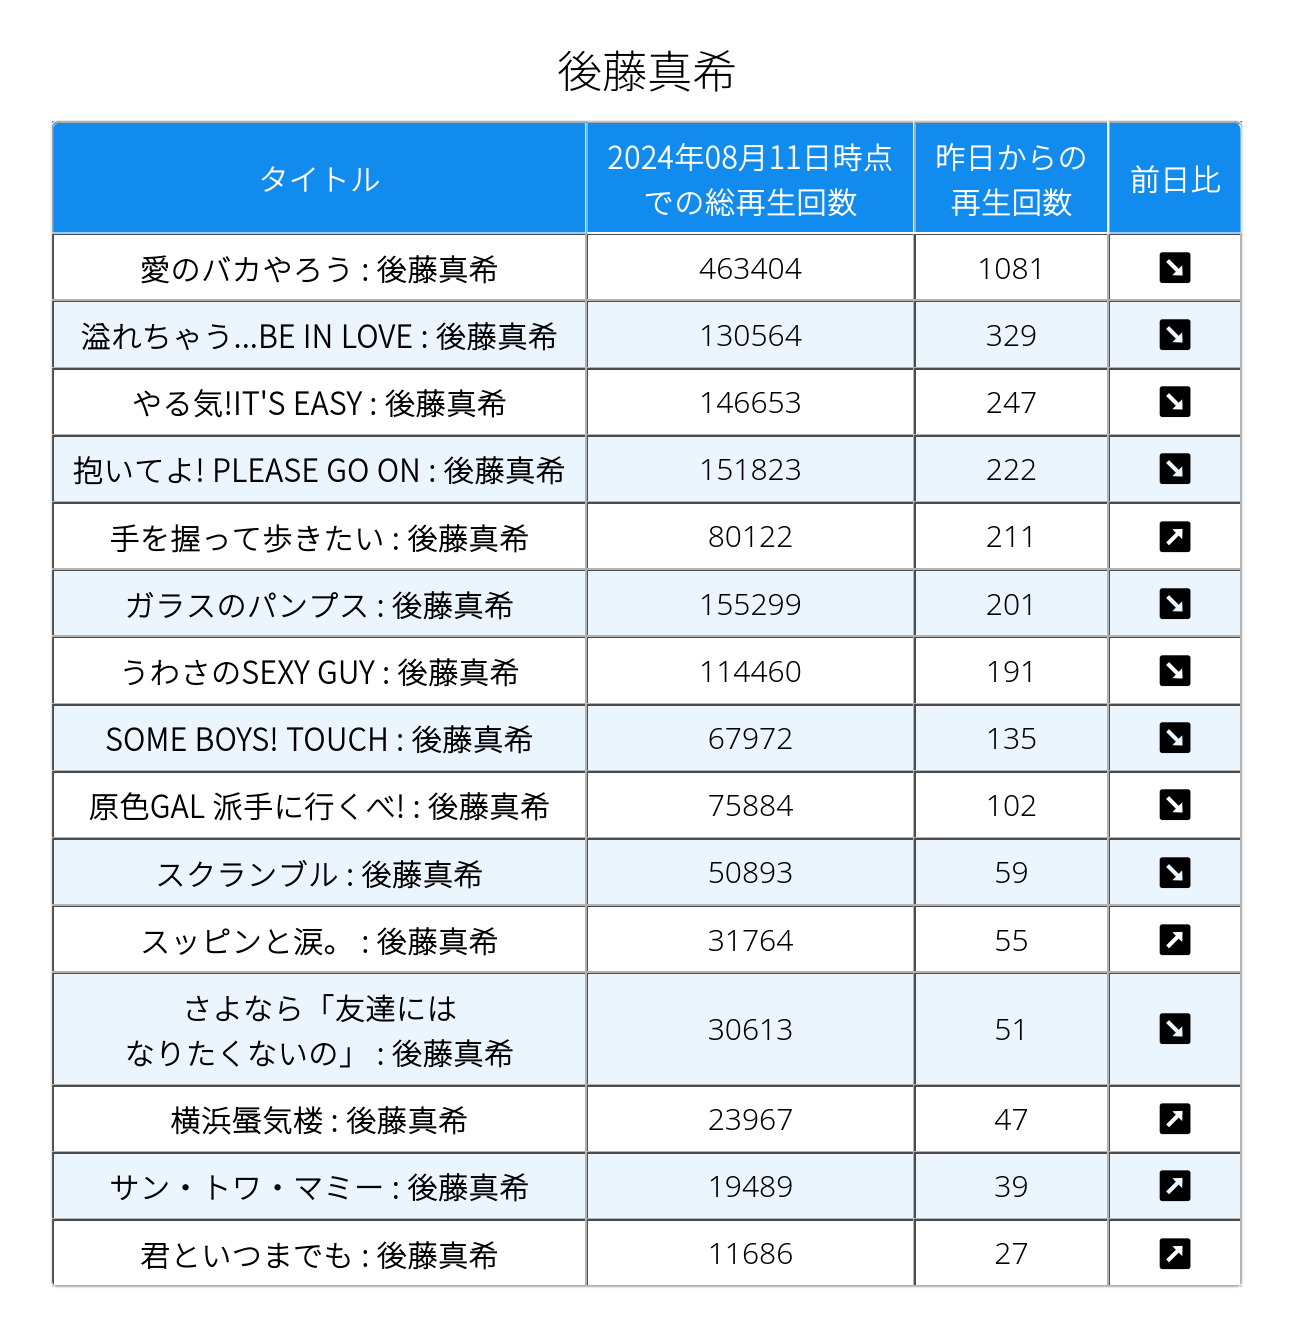 後藤真希
タイトル
2024年08月11日時点
での総再生回数
昨日からの
再生回数
前日比
愛のバカやろう : 後藤真希 463404 1081
溢れちゃう...BE IN LOVE : 後藤真希 130564 329
やる気!IT'S EASY : 後藤真希 146653 247
抱いてよ! PLEASE GO ON : 後藤真希 151823 222
手を握って歩きたい : 後藤真希 80122 211
ガラスのパンプス : 後藤真希 155299 201
うわさのSEXY GUY : 後藤真希 114460 191
SOME BOYS! TOUCH : 後藤真希 67972 135
原色GAL 派手に行くべ! : 後藤真希 75884 102
スクランブル : 後藤真希 50893 59
スッピンと涙。 : 後藤真希 31764 55
さよなら「友達には
なりたくないの」 : 後藤真希 30613 51
横浜蜃気楼 : 後藤真希 23967 47
サン・トワ・マミー : 後藤真希 19489 39
君といつまでも : 後藤真希 11686 27